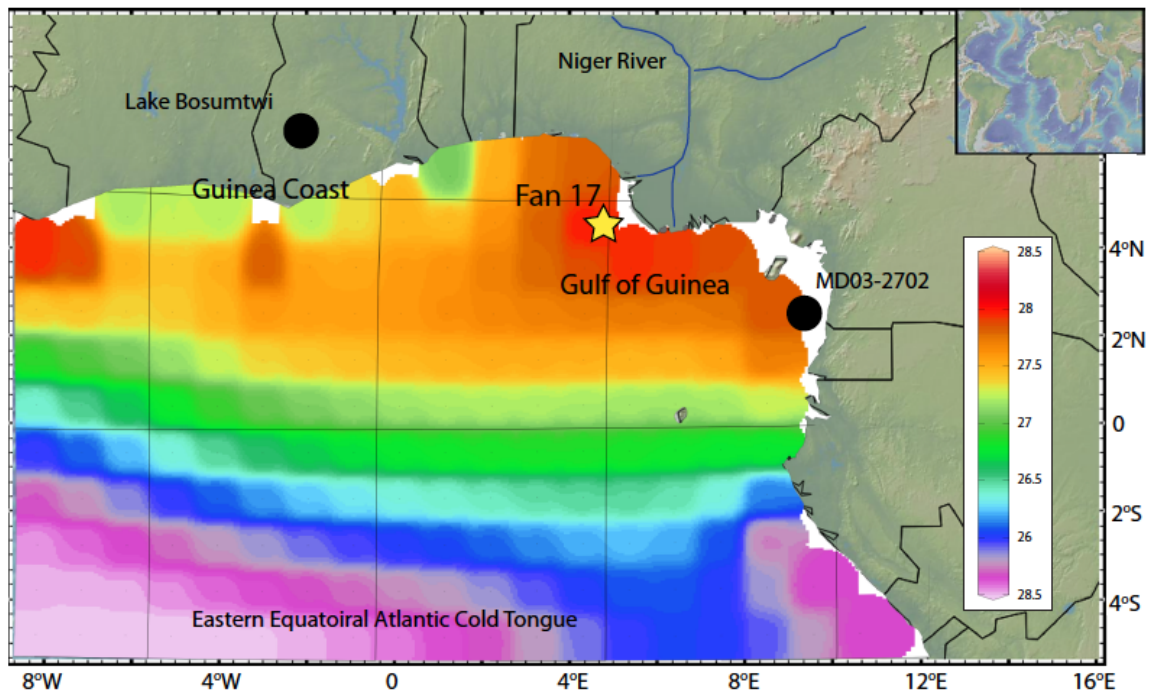 Niger River
Lake Bosumtwi
Guinea Coast
Fan 17
Gulf of Guinea
MD03-2702
Eastern Equatoiral Atlantic Cold Tongue
28.5
28
27.5
27
26.5
26
28.5
4ºN
2ºN
0
2ºS
4ºS
8ºW
4ºW
0
4ºE
8ºE
12ºE
16ºE